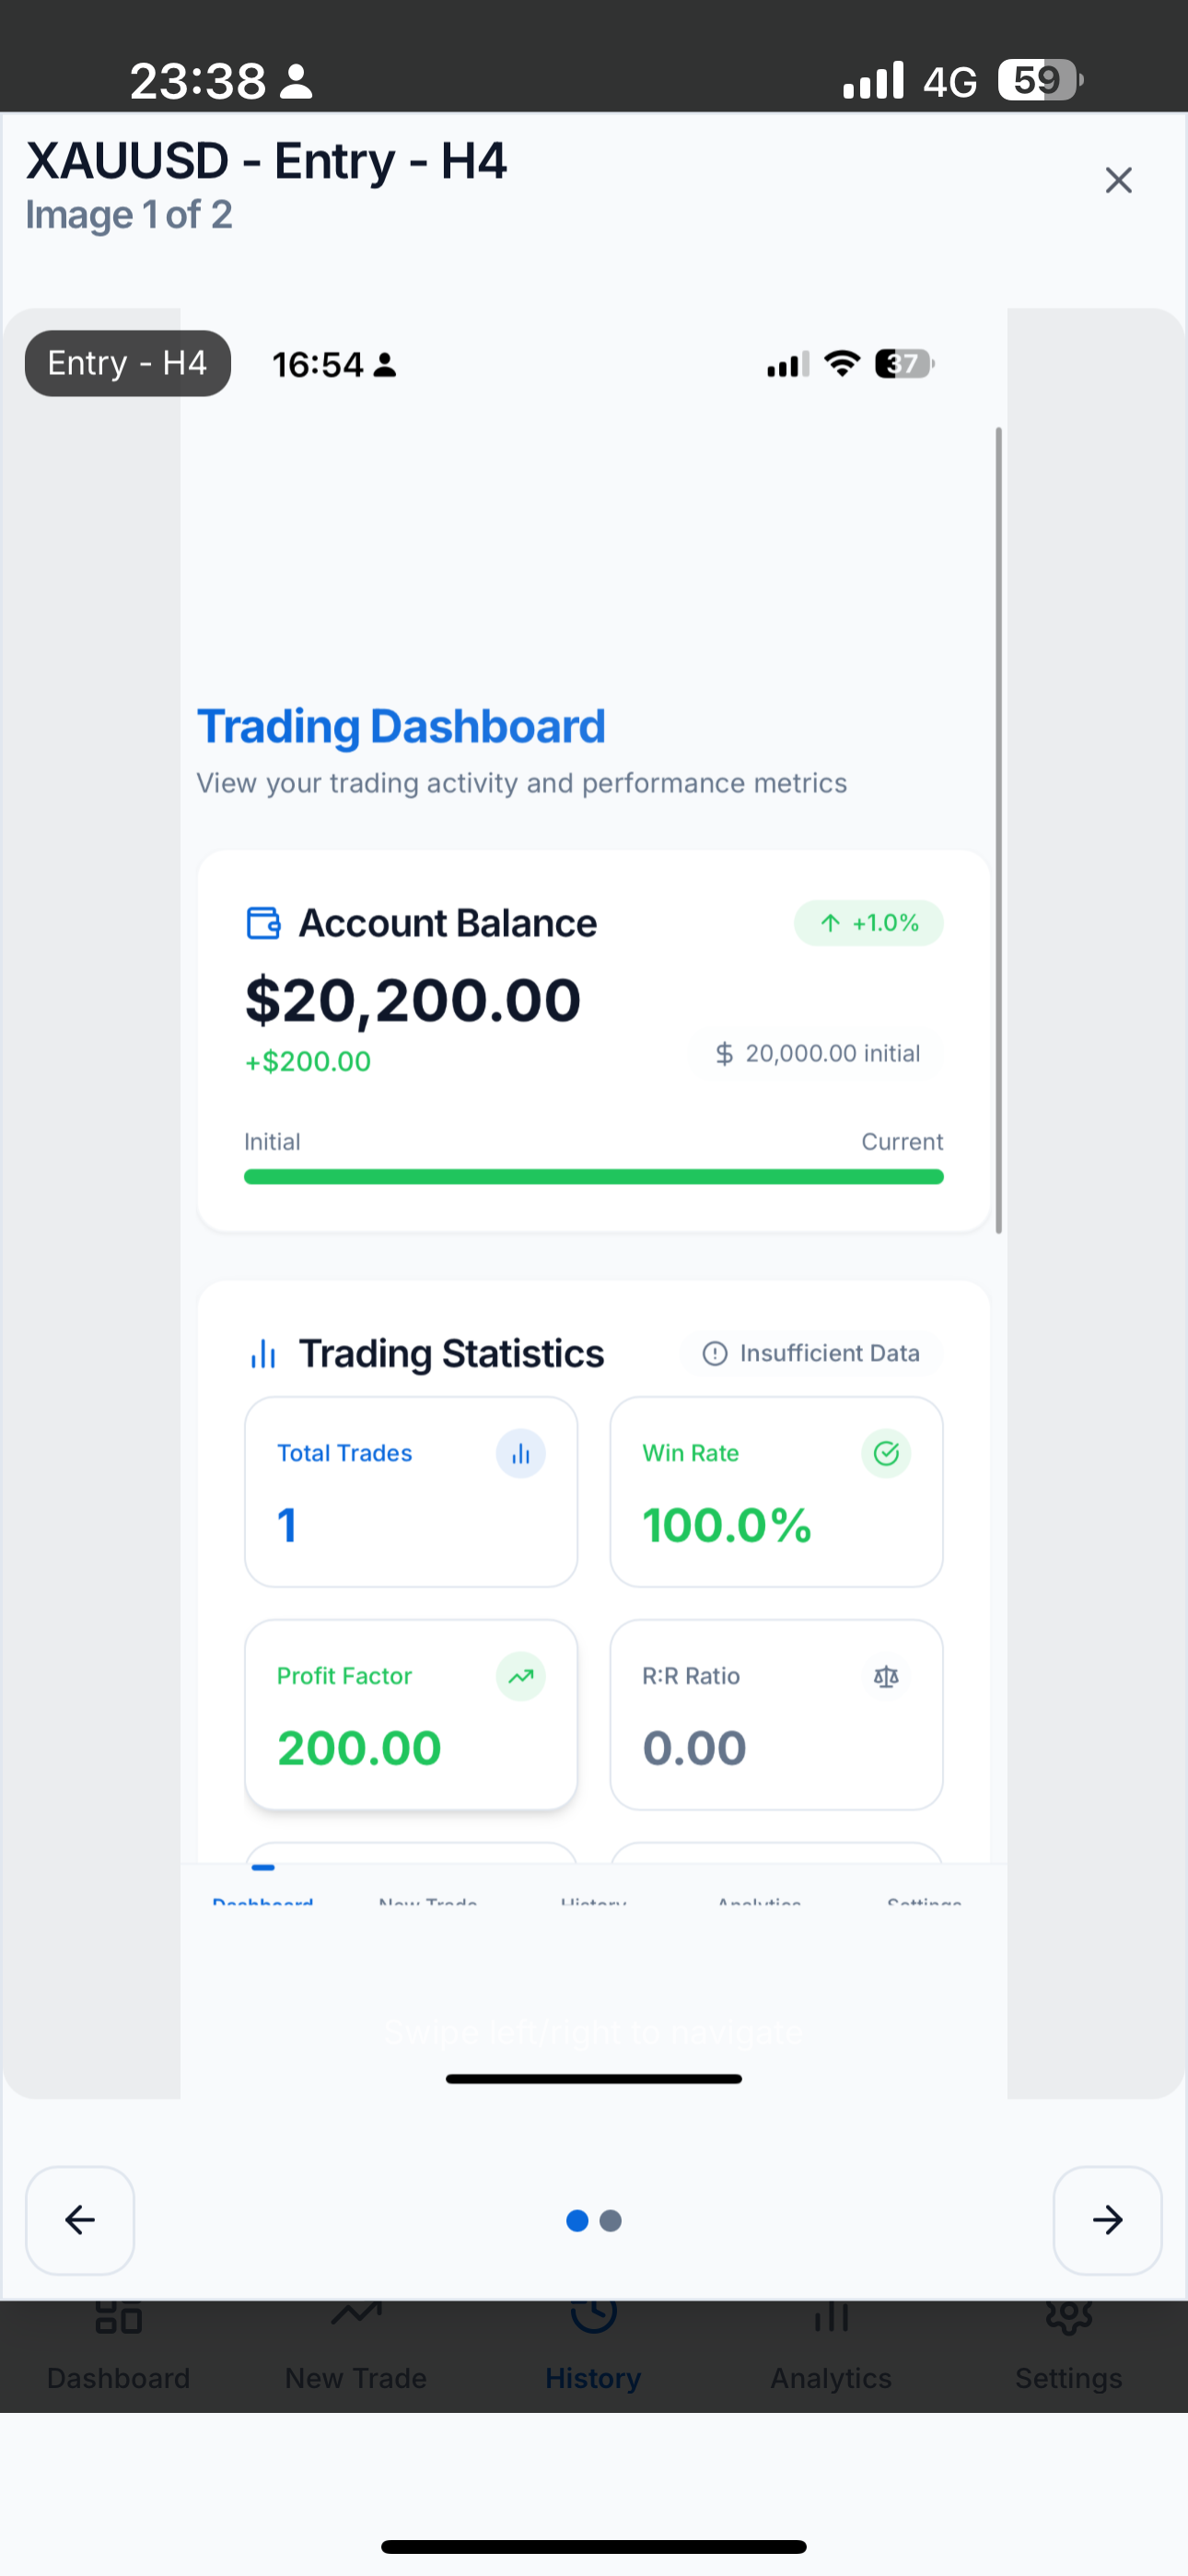 23:38
4G
59
XAUUSD - Entry - H4
Image 1 of 2
Entry - H4
16:54
37
Trading Dashboard
View your trading activity and performance metrics
Account Balance
+1.0%
$20,200.00
+$200.00
$ 20,000.00 initial
Initial
Current
Trading Statistics
Insufficient Data
Total Trades
Win Rate
1
100.0%
Profit Factor
R:R Ratio
200.00
0.00
Dashboard
New Trade
History
Analytics
Settings
Swipe left/right to navigate
Dashboard
New Trade
History
Analytics
Settings